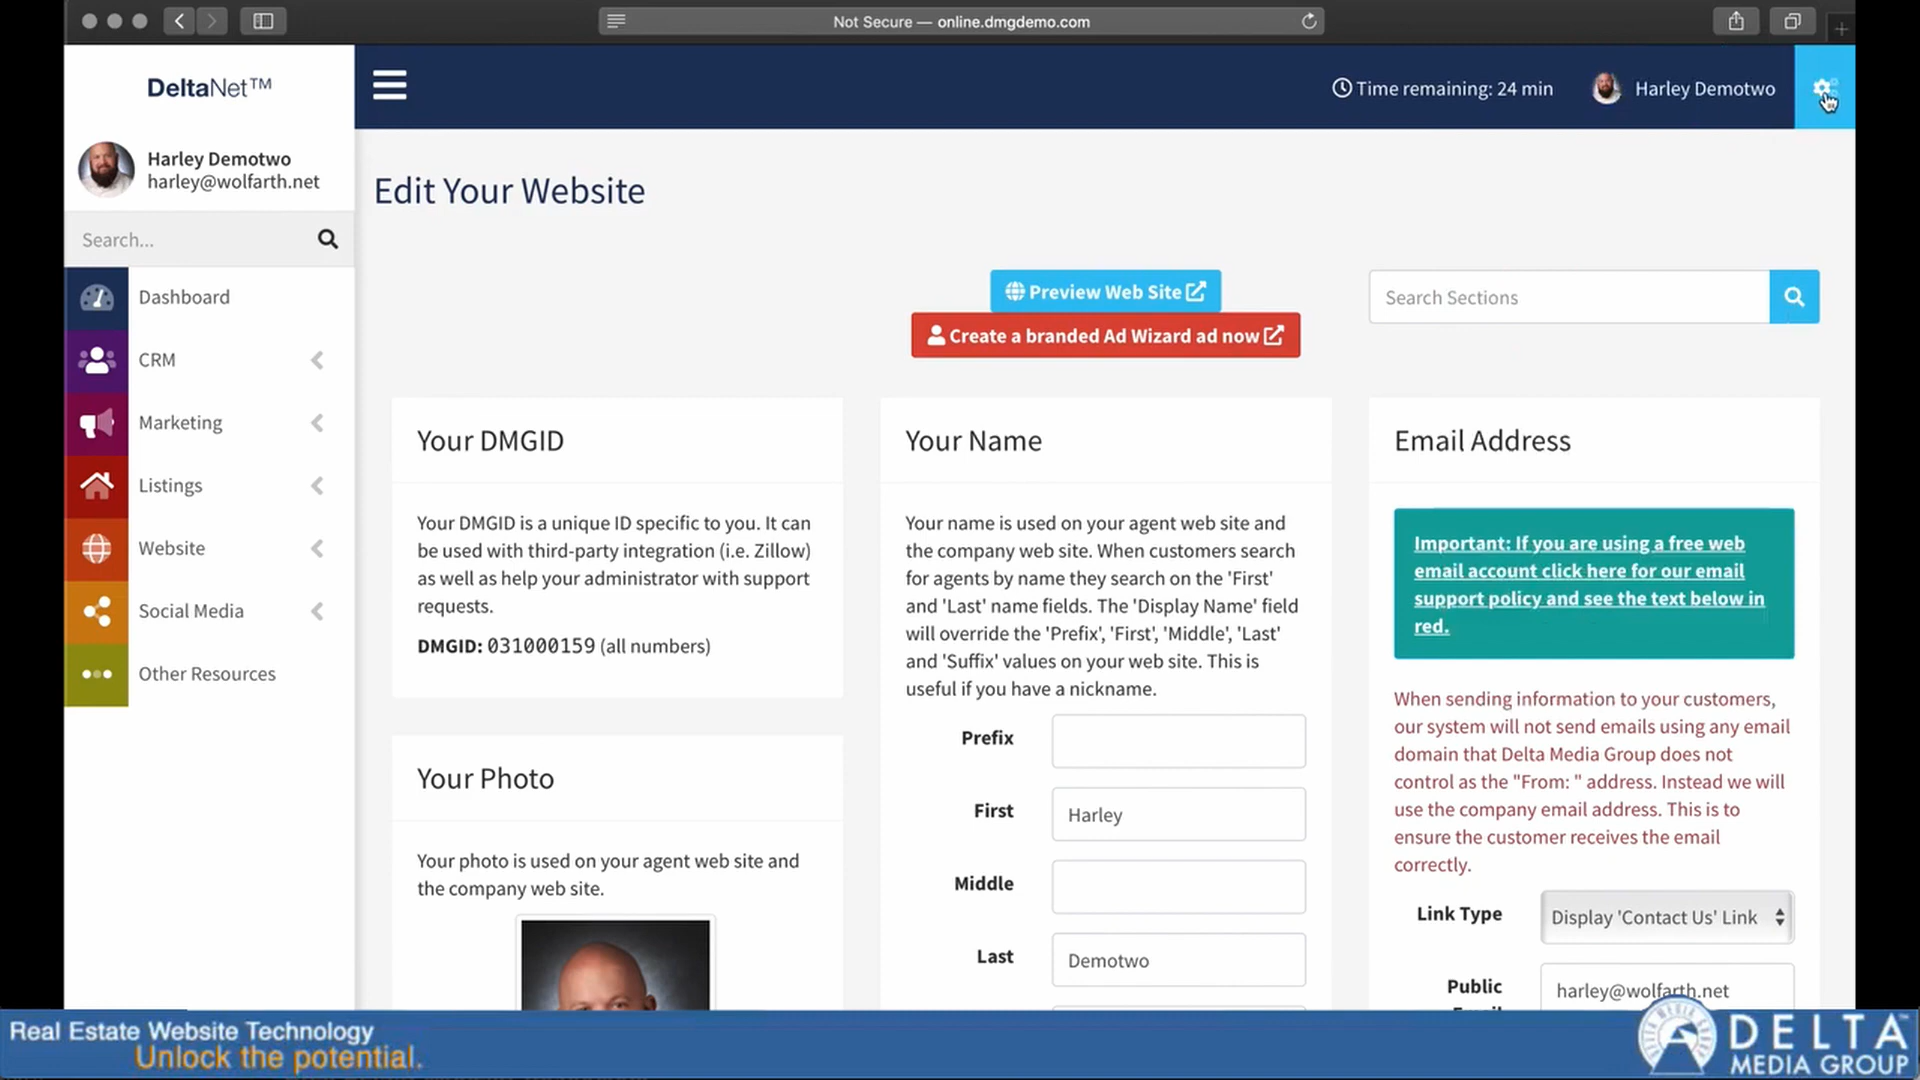 Not Secure — online.dmgdemo.com
DeltaNet™
Time remaining: 24 min
Harley Demotwo
Harley Demotwo
harley@wolfarth.net
Search...
Dashboard
CRM
Marketing
Listings
Website
Social Media
Other Resources
Edit Your Website
Preview Web Site
Create a branded Ad Wizard ad now
Search Sections
Your DMGID
Your DMGID is a unique ID specific to you. It can
be used with third-party integration (i.e. Zillow)
as well as help your administrator with support
requests.
DMGID: 031000159 (all numbers)
Your Photo
Your photo is used on your agent web site and
the company web site.
Your Name
Your name is used on your agent web site and
the company web site. When customers search
for agents by name they search on the 'First'
and 'Last' name fields. The 'Display Name' field
will override the 'Prefix', 'First', 'Middle', 'Last'
and 'Suffix' values on your web site. This is
useful if you have a nickname.
Prefix
First Harley
Middle
Last Demotwo
Email Address
Important: If you are using a free web
email account click here for our email
support policy and see the text below in
red.
When sending information to your customers,
our system will not send emails using any email
domain that Delta Media Group does not
control as the "From: " address. Instead we will
use the company email address. This is to
ensure the customer receives the email
correctly.
Link Type Display 'Contact Us' Link
Public harley@wolfarth.net
Real Estate Website Technology
Unlock the potential.
DELTA
MEDIA GROUP